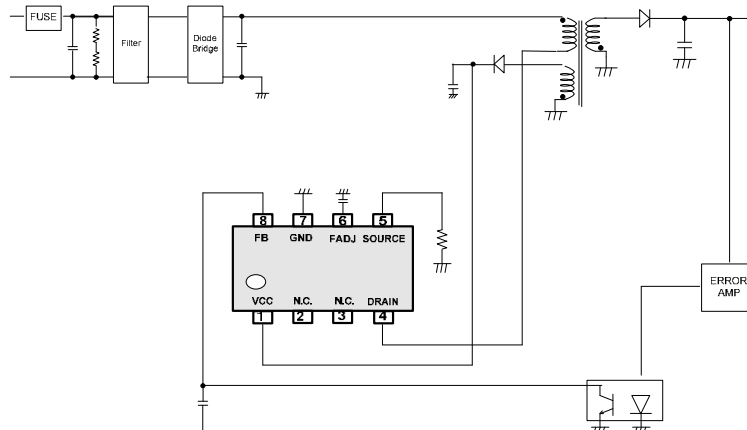 FUSE
Filter
Diode
Bridge
8 7 6 5
FB GND FADJ SOURCE
VCC N.C. N.C. DRAIN
1 2 3 4
ERROR
AMP